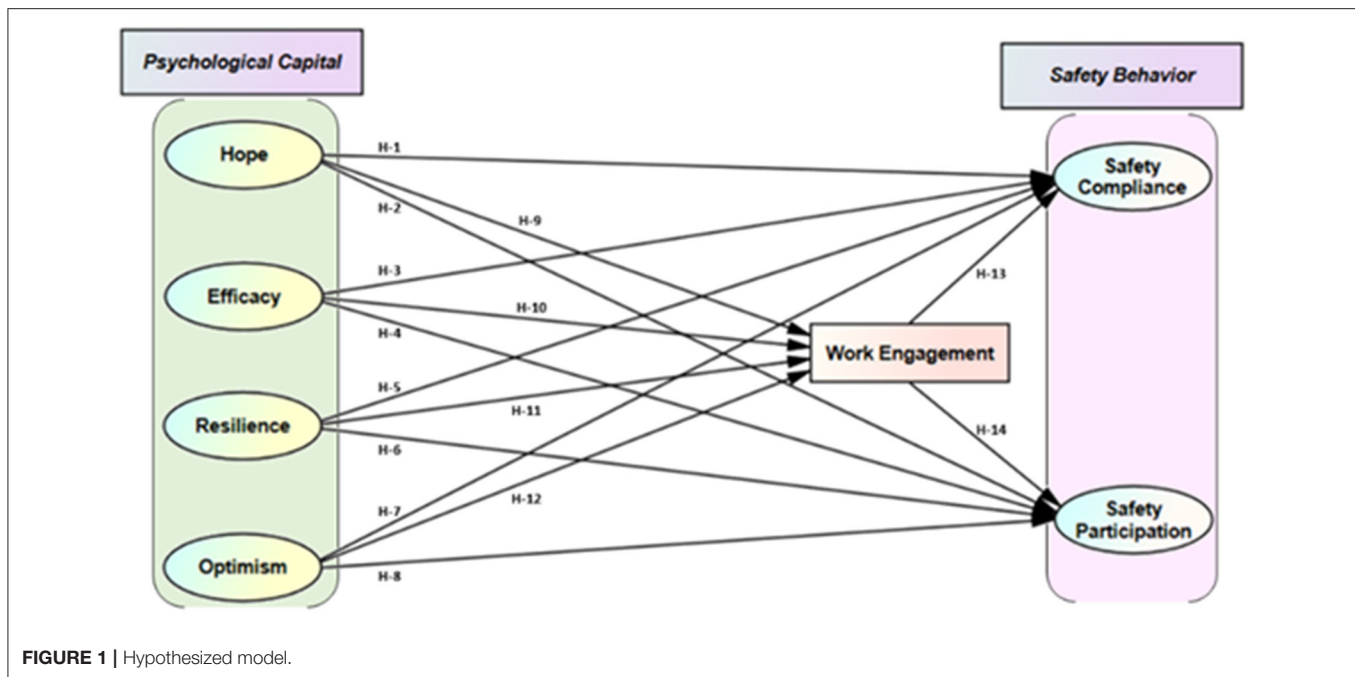 Psychological Capital
Safety Behavior
Hope
Efficacy
Resilience
Optimism
H-1
H-2
H-9
H-3
H-10
H-4
H-5
H-11
H-6
H-7
H-12
H-8
Work Engagement
H-13
H-14
Safety
Compliance
Safety
Participation
FIGURE 1 | Hypothesized model.